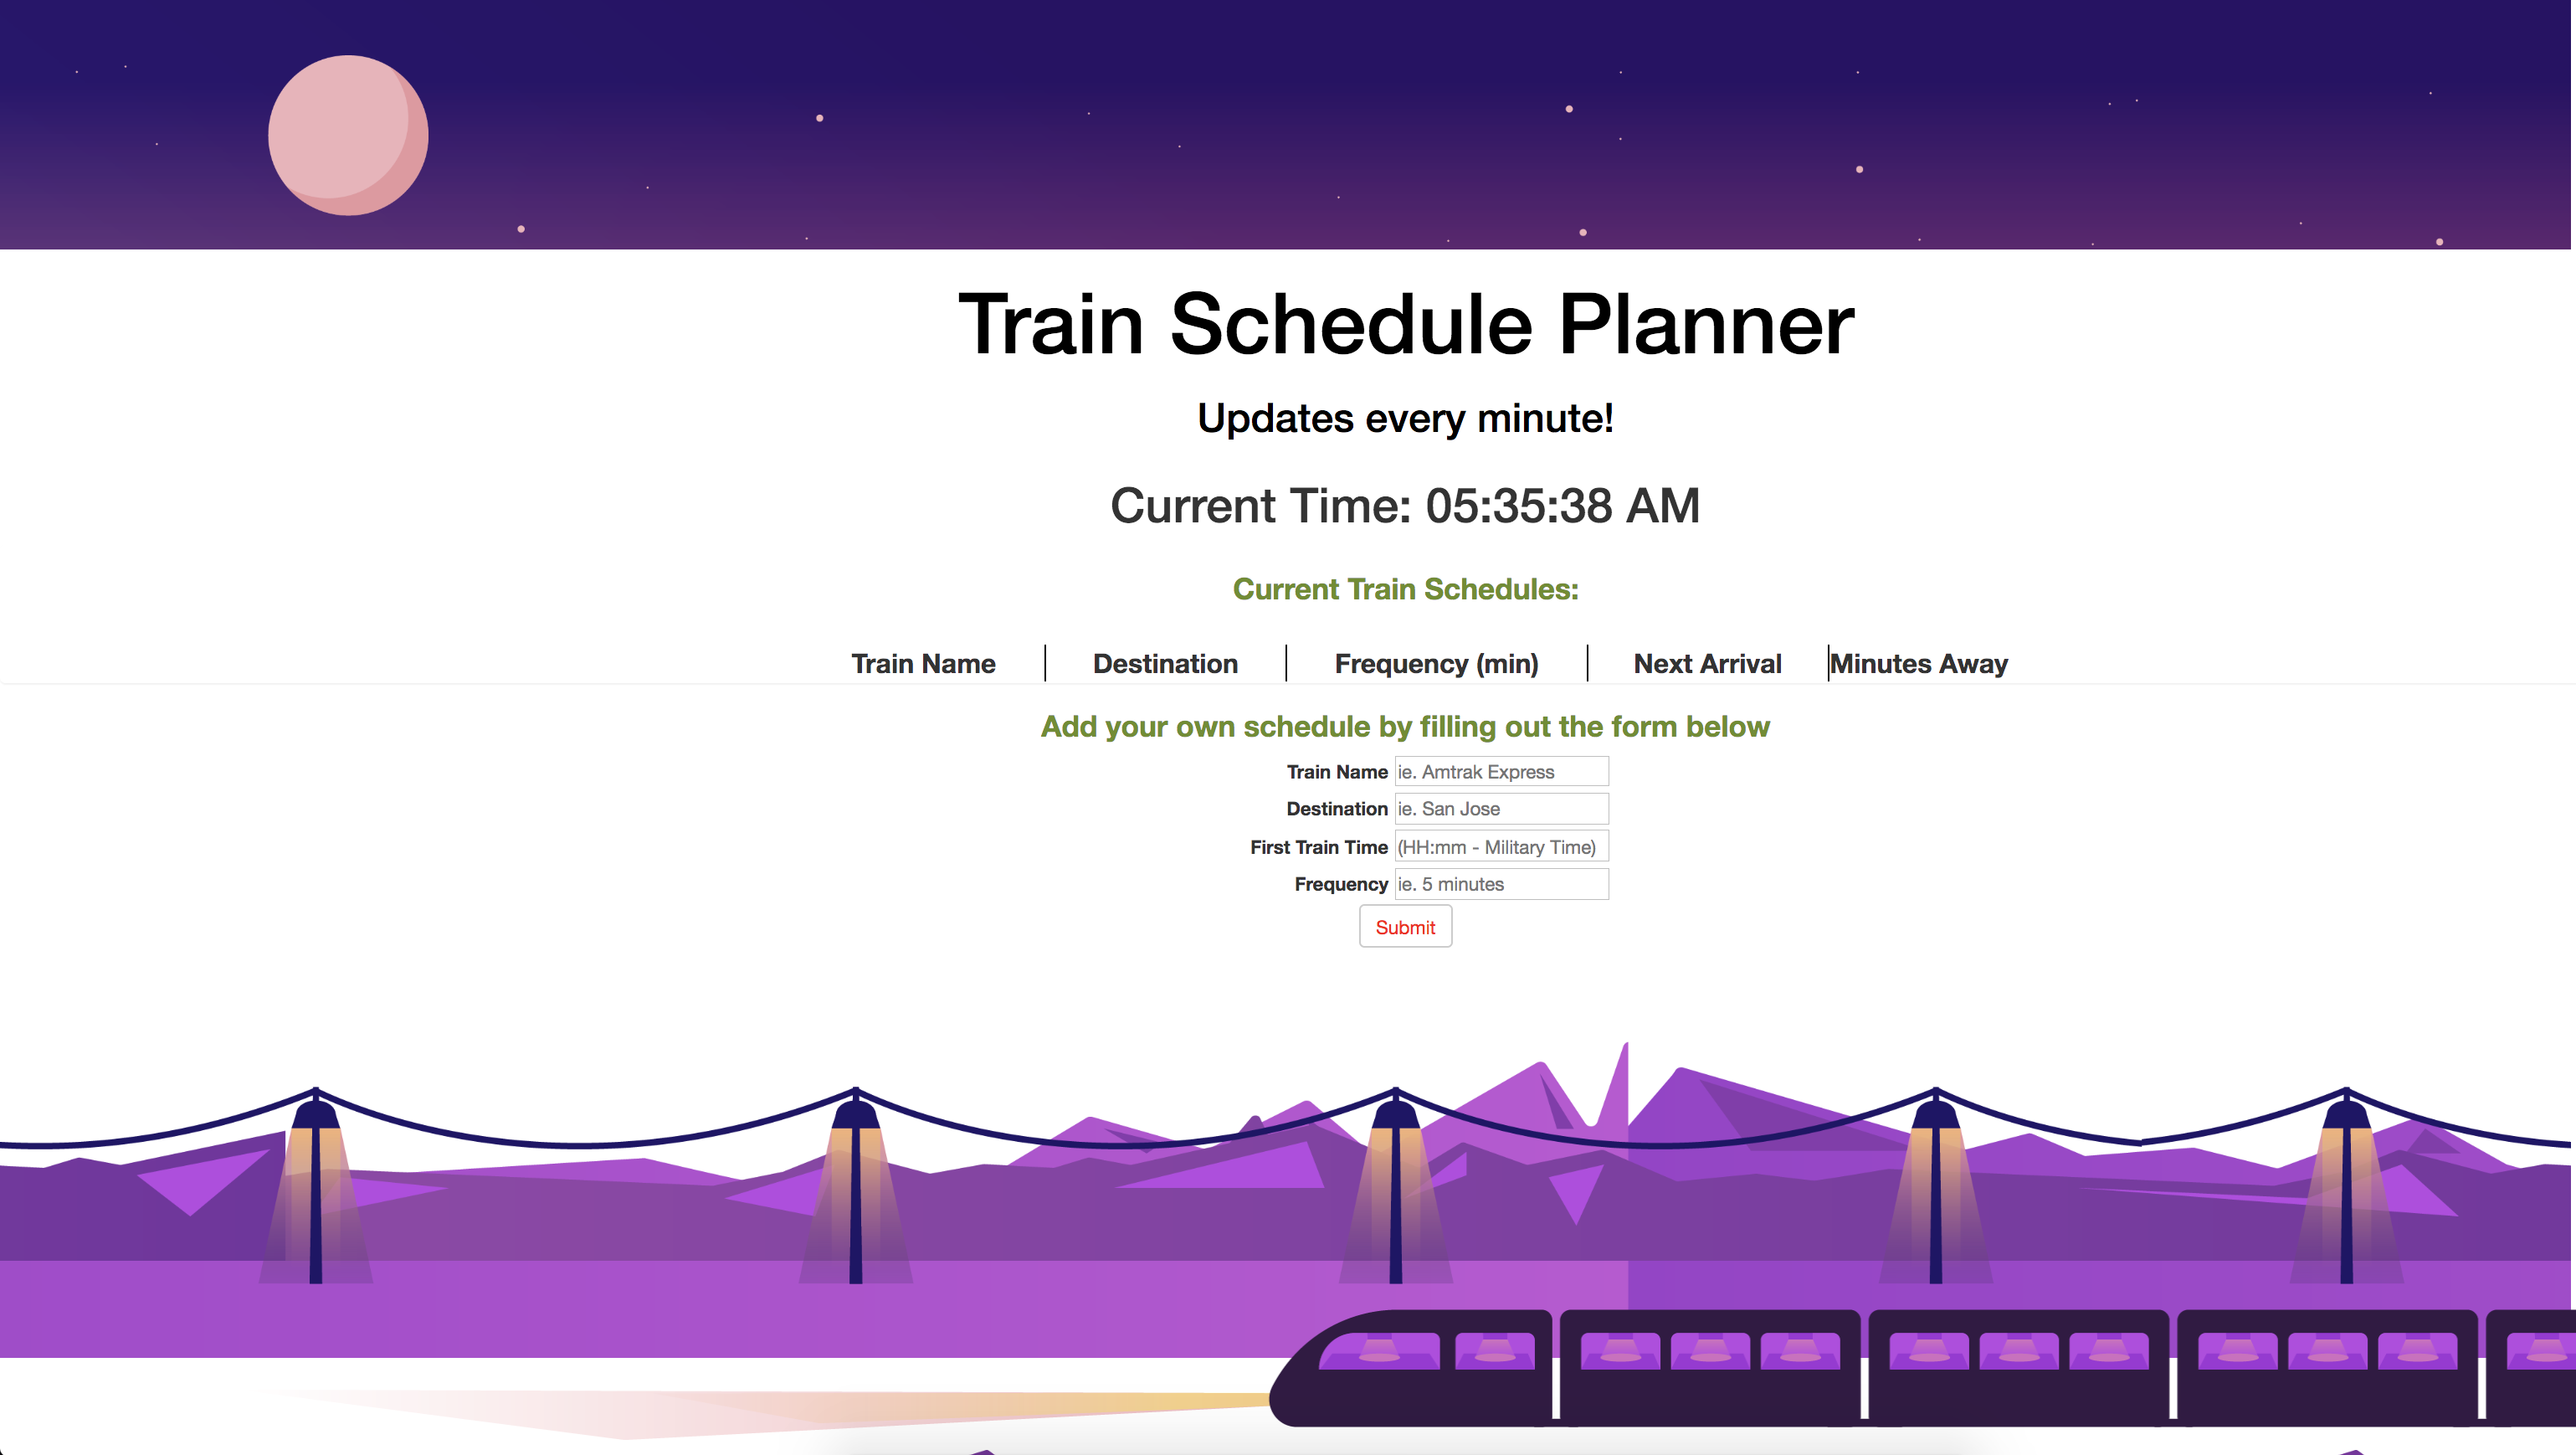 Train Schedule Planner
Updates every minute!
Current Time: 05:35:38 AM
Current Train Schedules:
Train Name Destination Frequency (min) Next Arrival Minutes Away
Add your own schedule by filling out the form below
Train Name ie. Amtrak Express
Destination ie. San Jose
First Train Time (HH:mm - Military Time)
Frequency ie. 5 minutes
Submit